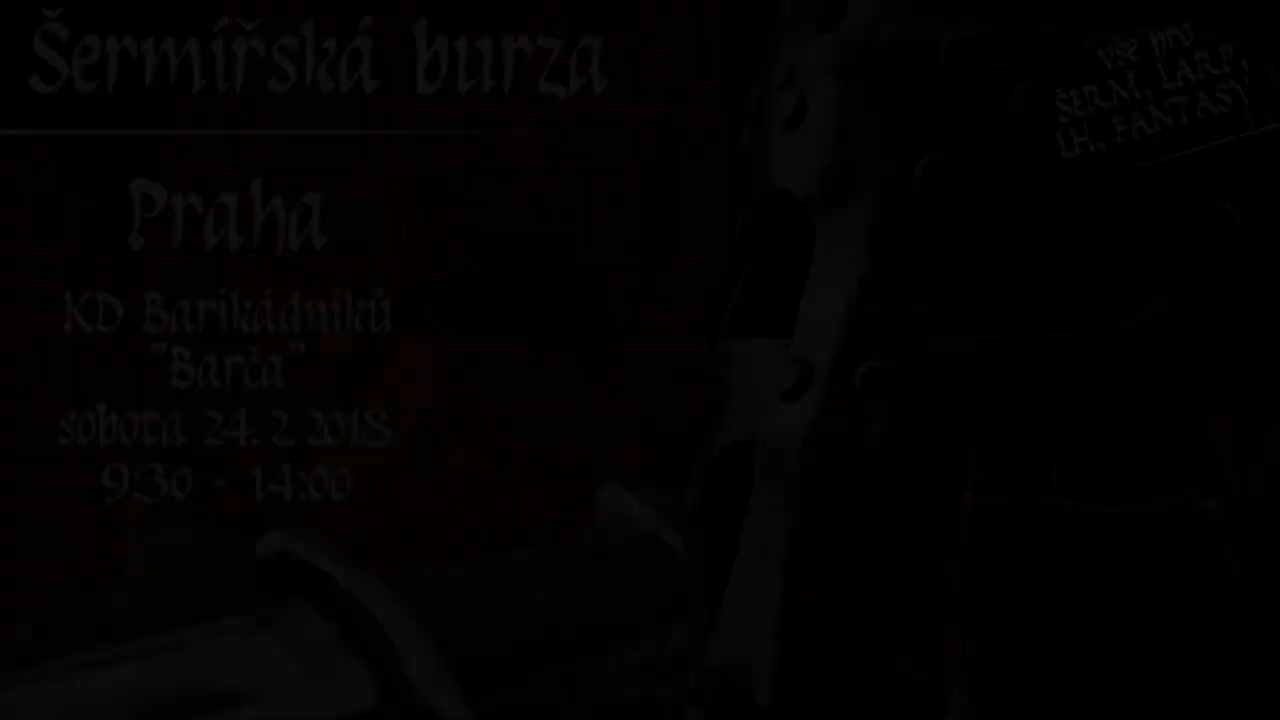 Šermířská burza
vše pro
ŠERM, LARP,
LH, FANTASY
Praha
KD Barikádníků
"Barča"
sobota 24. 2. 2018
9:30 - 14:00